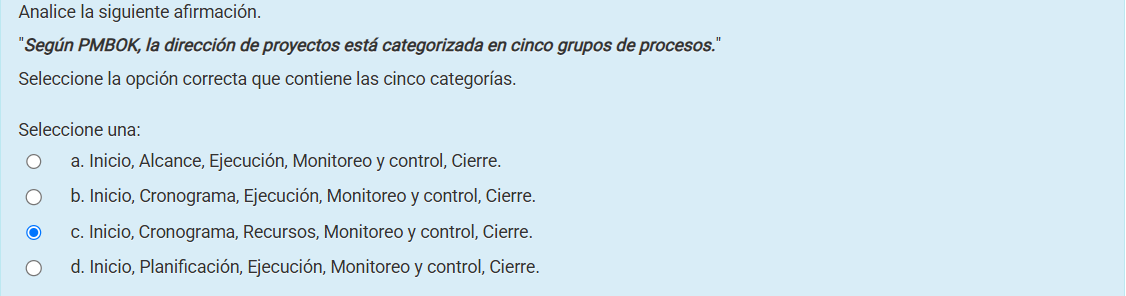 Analice la siguiente afirmación.
"Según PMBOK, la dirección de proyectos está categorizada en cinco grupos de procesos."
Seleccione la opción correcta que contiene las cinco categorías.
Seleccione una:
a. Inicio, Alcance, Ejecución, Monitoreo y control, Cierre.
b. Inicio, Cronograma, Ejecución, Monitoreo y control, Cierre.
c. Inicio, Cronograma, Recursos, Monitoreo y control, Cierre.
d. Inicio, Planificación, Ejecución, Monitoreo y control, Cierre.